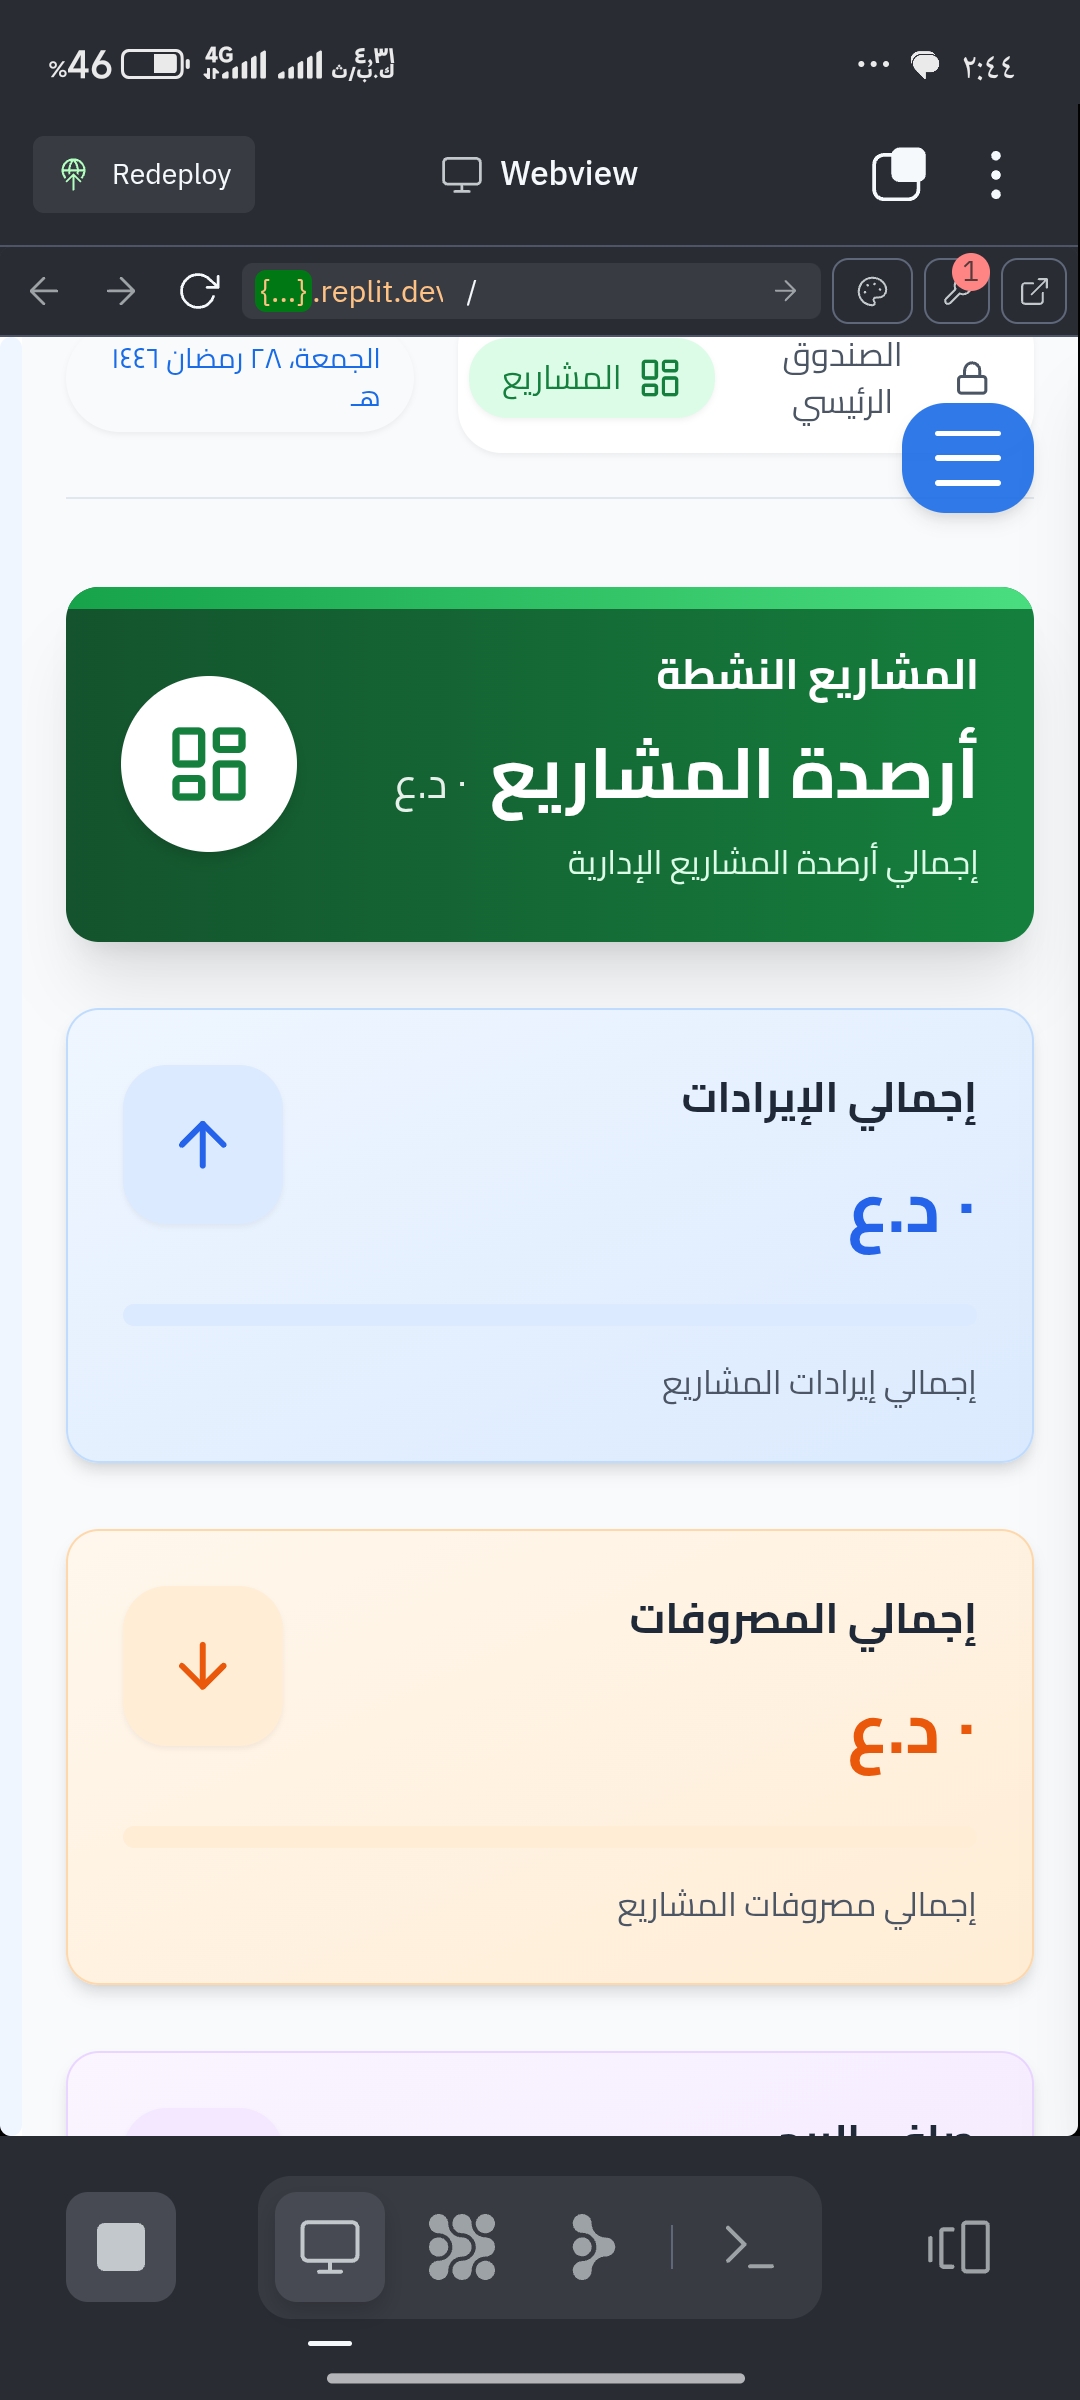 %46 4G ٤,٣١ ك.ب/ث ٢:٤٤
Redeploy Webview
{...}.replit.dev / 1
الصندوق الرئيسي
المشاريع
الجمعة، ٢٨ رمضان ١٤٤٦ هـ
المشاريع النشطة
أرصدة المشاريع ٠ د.ع
إجمالي أرصدة المشاريع الإدارية
إجمالي الإيرادات
٠ د.ع
إجمالي إيرادات المشاريع
إجمالي المصروفات
٠ د.ع
إجمالي مصروفات المشاريع